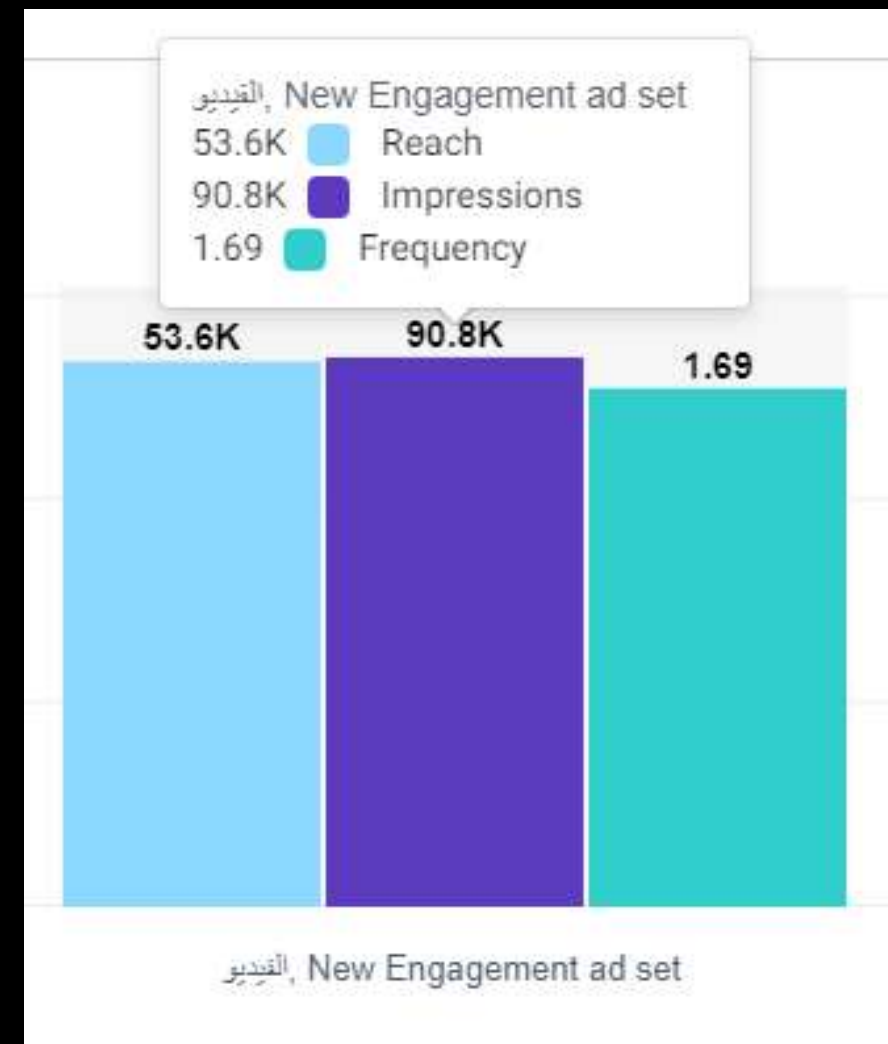 الفيديو, New Engagement ad set
53.6K Reach
90.8K Impressions
1.69 Frequency
53.6K
90.8K
1.69
الفيديو, New Engagement ad set